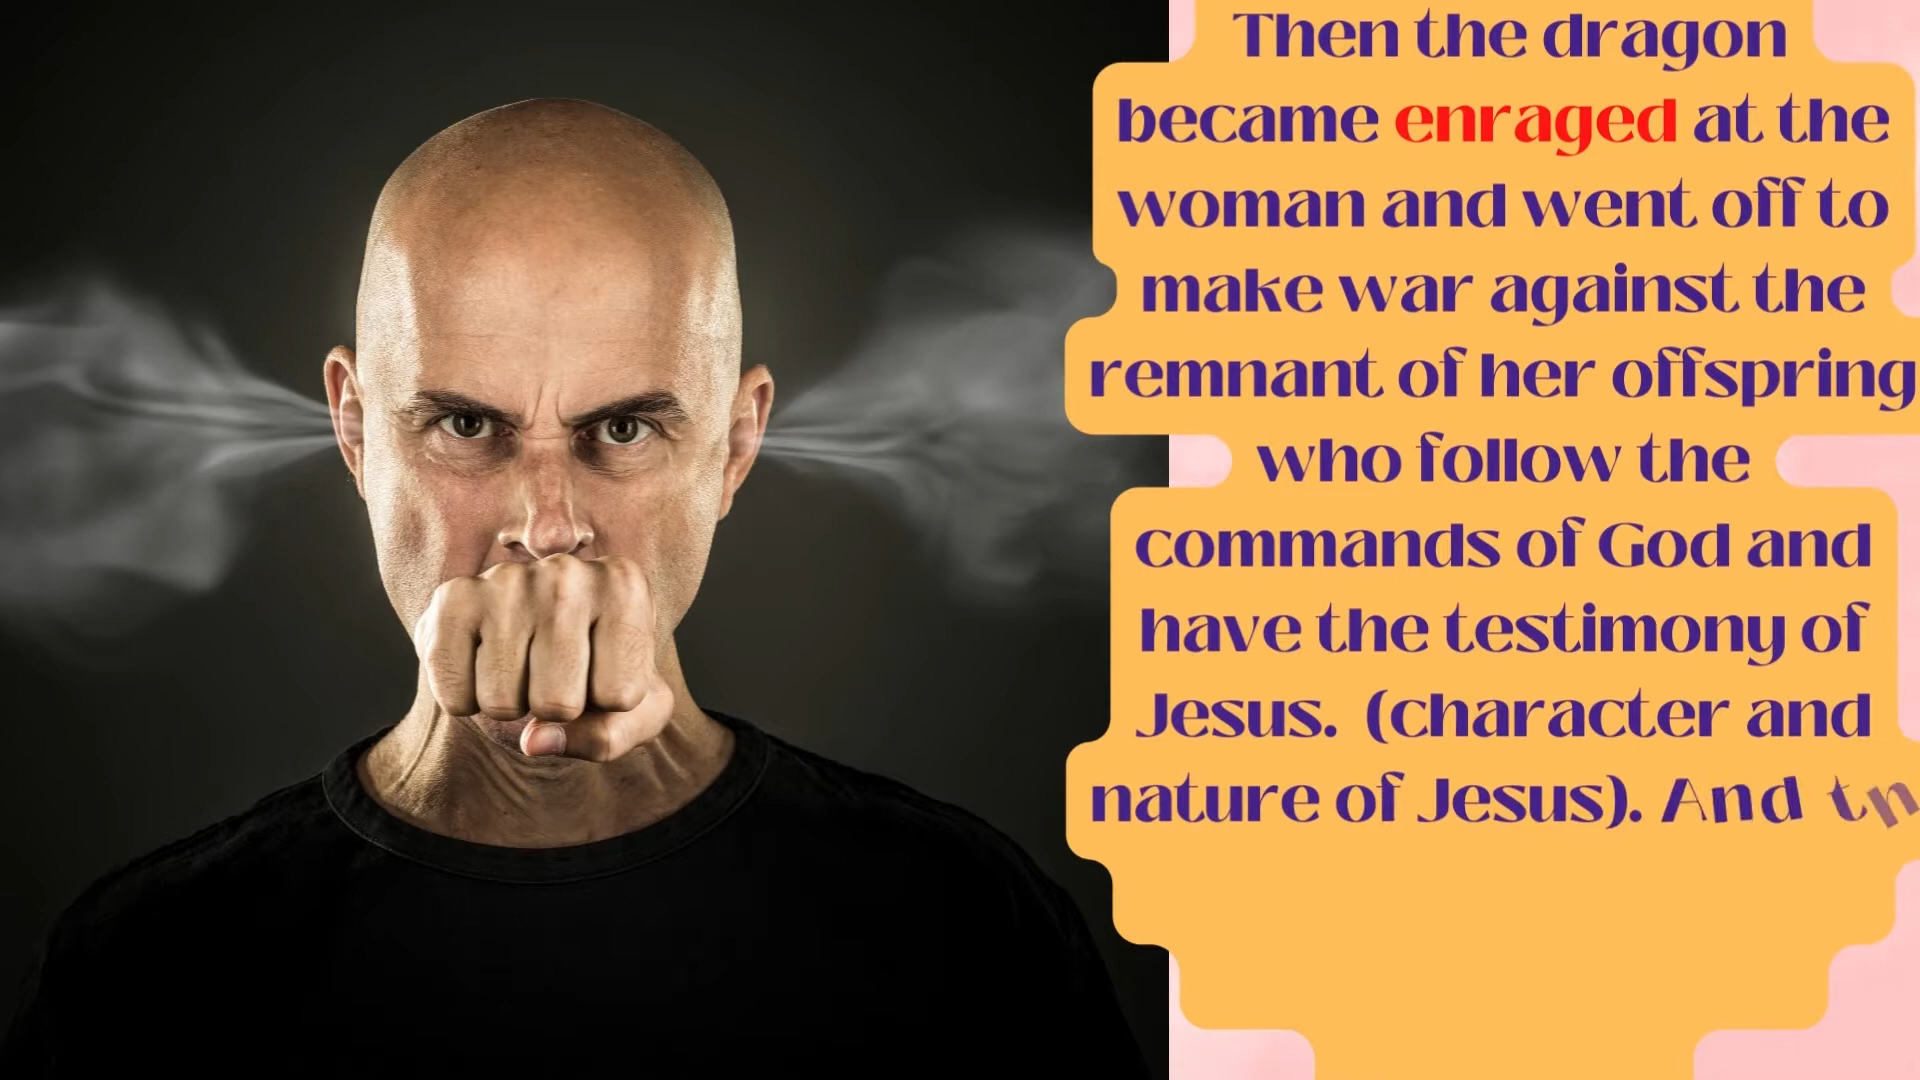 Then the dragon
became enraged at the
woman and went off to
make war against the
remnant of her offspring
who follow the
commands of God and
have the testimony of
Jesus. (character and
nature of Jesus). And